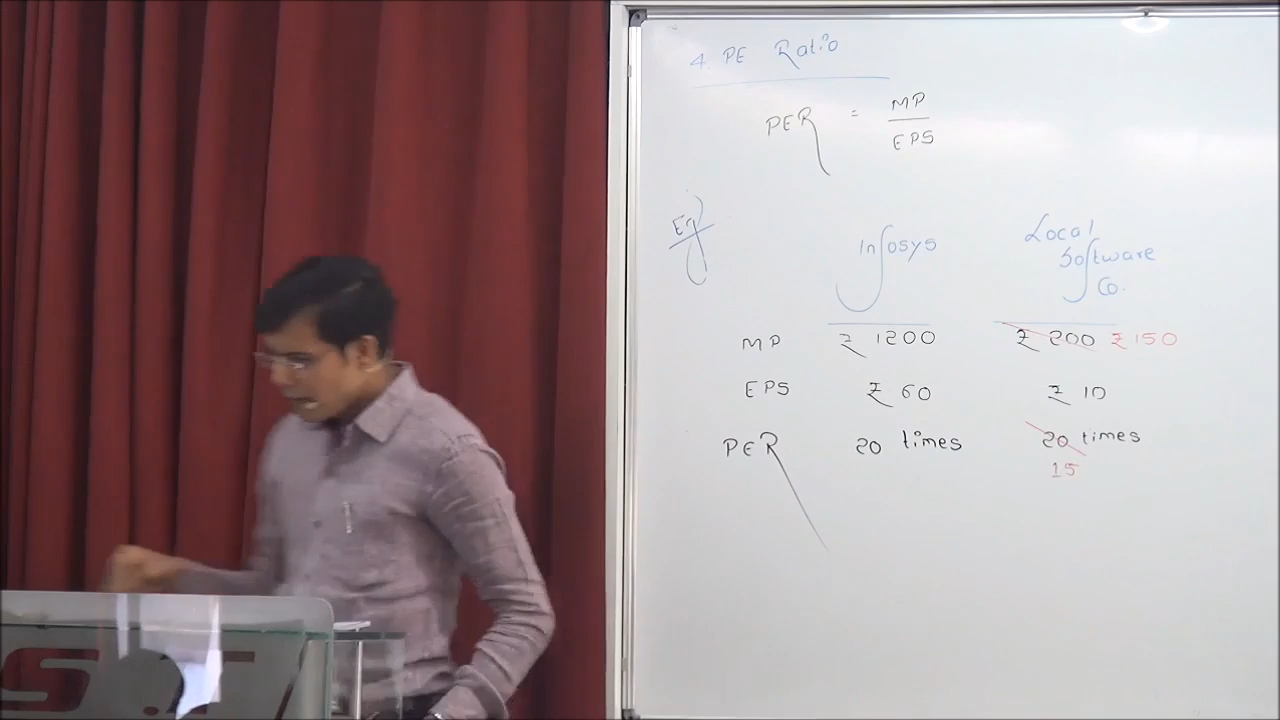 4. PE Ratio
PER = MP
EPS
Eg
Infosys
Local
Software
Co.
MP ₹ 1200 ₹ 200 ₹ 150
EPS ₹ 60 ₹ 10
PER 20 times 20 times
15